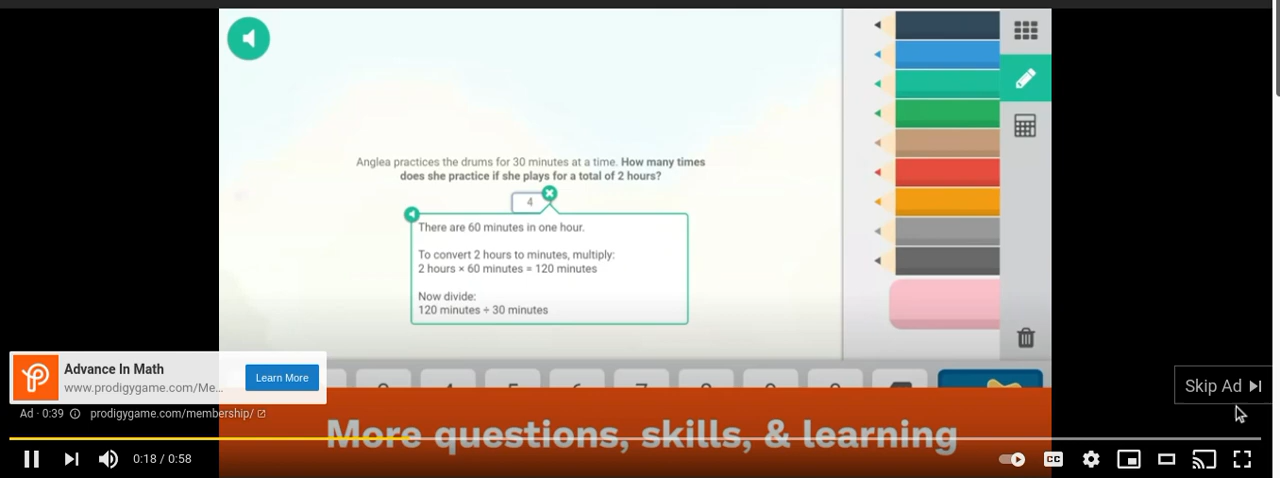 Anglea practices the drums for 30 minutes at a time. How many times
does she practice if she plays for a total of 2 hours?
4
There are 60 minutes in one hour.
To convert 2 hours to minutes, multiply:
2 hours × 60 minutes = 120 minutes
Now divide:
120 minutes ÷ 30 minutes
Advance In Math
www.prodigygame.com/Me...
Learn More
Skip Ad
Ad · 0:39
prodigygame.com/membership/
More questions, skills, & learning
0:18 / 0:58
CC